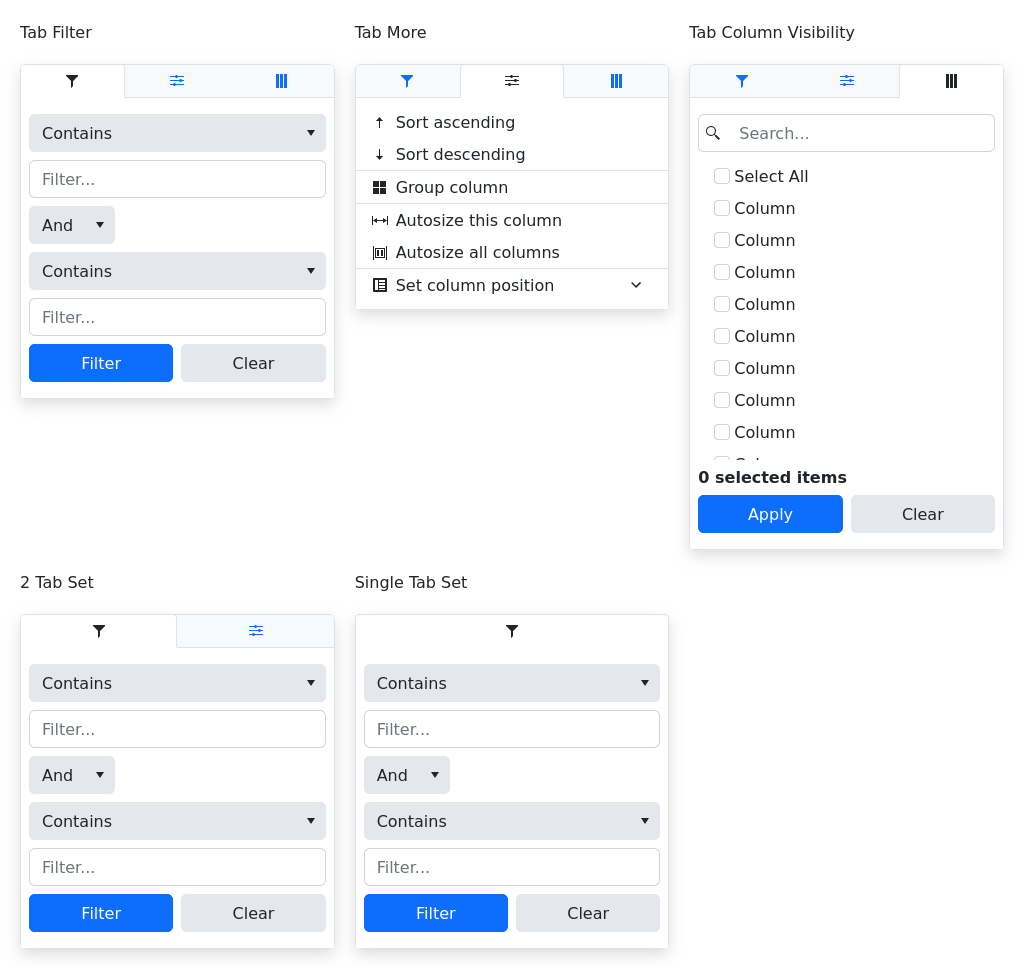 Tab Filter
Contains
Filter...
And
Contains
Filter...
Filter Clear
Tab More
Sort ascending
Sort descending
Group column
Autosize this column
Autosize all columns
Set column position
Tab Column Visibility
Search...
Select All
Column
Column
Column
Column
Column
Column
Column
Column
0 selected items
Apply Clear
2 Tab Set
Contains
Filter...
And
Contains
Filter...
Filter Clear
Single Tab Set
Contains
Filter...
And
Contains
Filter...
Filter Clear